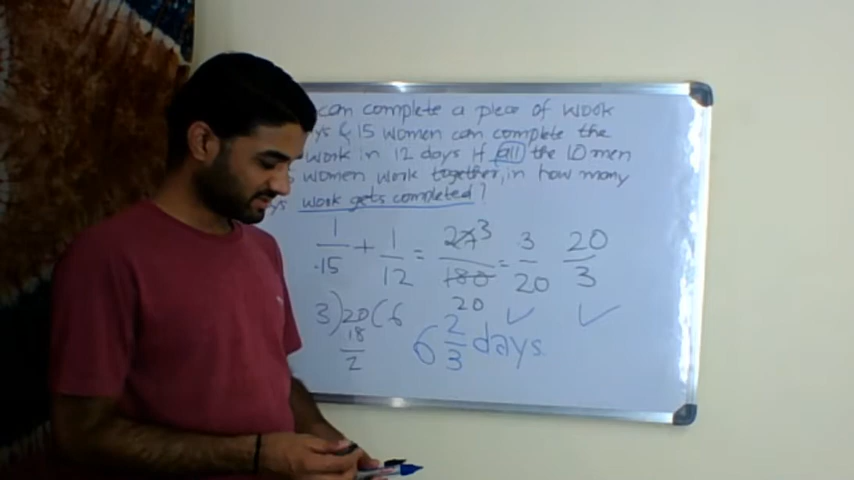 can complete a piece of work
ys & 15 women can complete the
work in 12 days if all the 10 men
women work together, in how many
ys work gets completed?
1/15 + 1/12 = 27 3/180 20 = 3/20 20/3
3)20(6
18
2
6 2/3 days